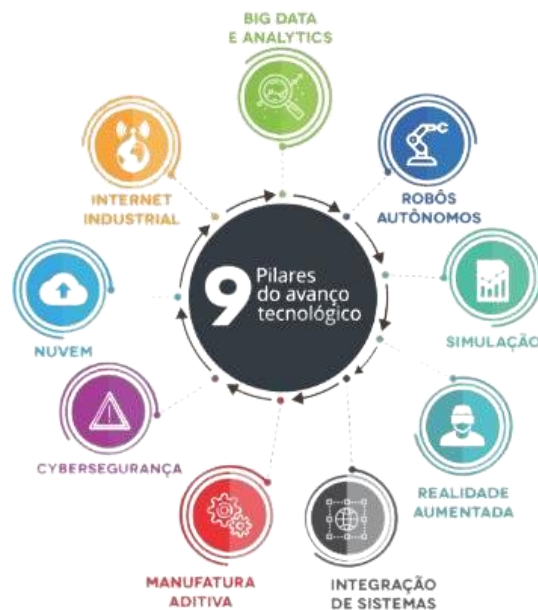 BIG DATA
E ANALYTICS
ROBÔS
AUTÔNOMOS
SIMULAÇÃO
REALIDADE
AUMENTADA
INTEGRAÇÃO
DE SISTEMAS
MANUFATURA
ADITIVA
CYBERSEGURANÇA
NUVEM
INTERNET
INDUSTRIAL
9 Pilares
do avanço
tecnológico